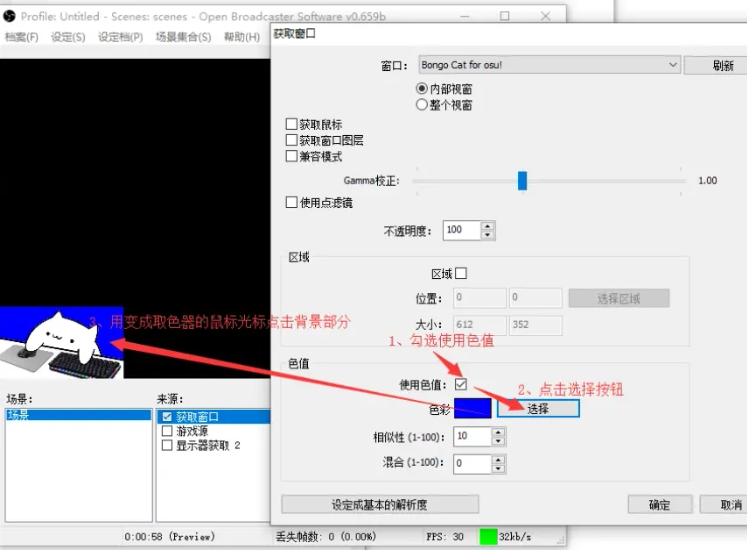 Profile: Untitled - Scenes: scenes - Open Broadcaster Software v0.659b
档案(F) 设定(S) 设定档(P) 场景集合(S) 帮助(H)
获取窗口
窗口: Bongo Cat for osu! 刷新
内部视窗
整个视窗
获取鼠标
获取窗口图层
兼容模式
Gamma校正: 1.00
使用点滤镜
不透明度: 100
区域
区域
位置: 0 0 选择区域
大小: 612 352
3、用变成取色器的鼠标光标点击背景部分
1、勾选使用色值
色值
使用色值:
2、点击选择按钮
色彩 选择
相似性(1-100): 10
混合(1-100): 0
场景: 来源:
场景
获取窗口
游戏源
显示器获取 2
设定成基本的解析度 确定 取消
0:00:58 (Preview) 丢失帧数: 0 (0.00%) FPS: 30 32kb/s